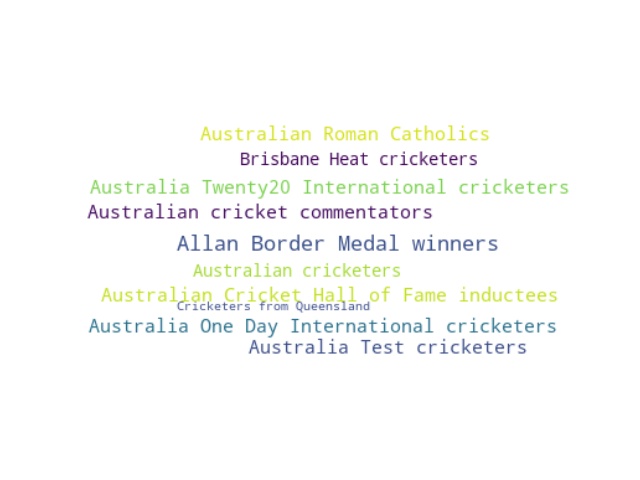 Australian Roman Catholics
Brisbane Heat cricketers
Australia Twenty20 International cricketers
Australian cricket commentators
Allan Border Medal winners
Australian cricketers
Australian Cricket Hall of Fame inductees
Cricketers from Queensland
Australia One Day International cricketers
Australia Test cricketers